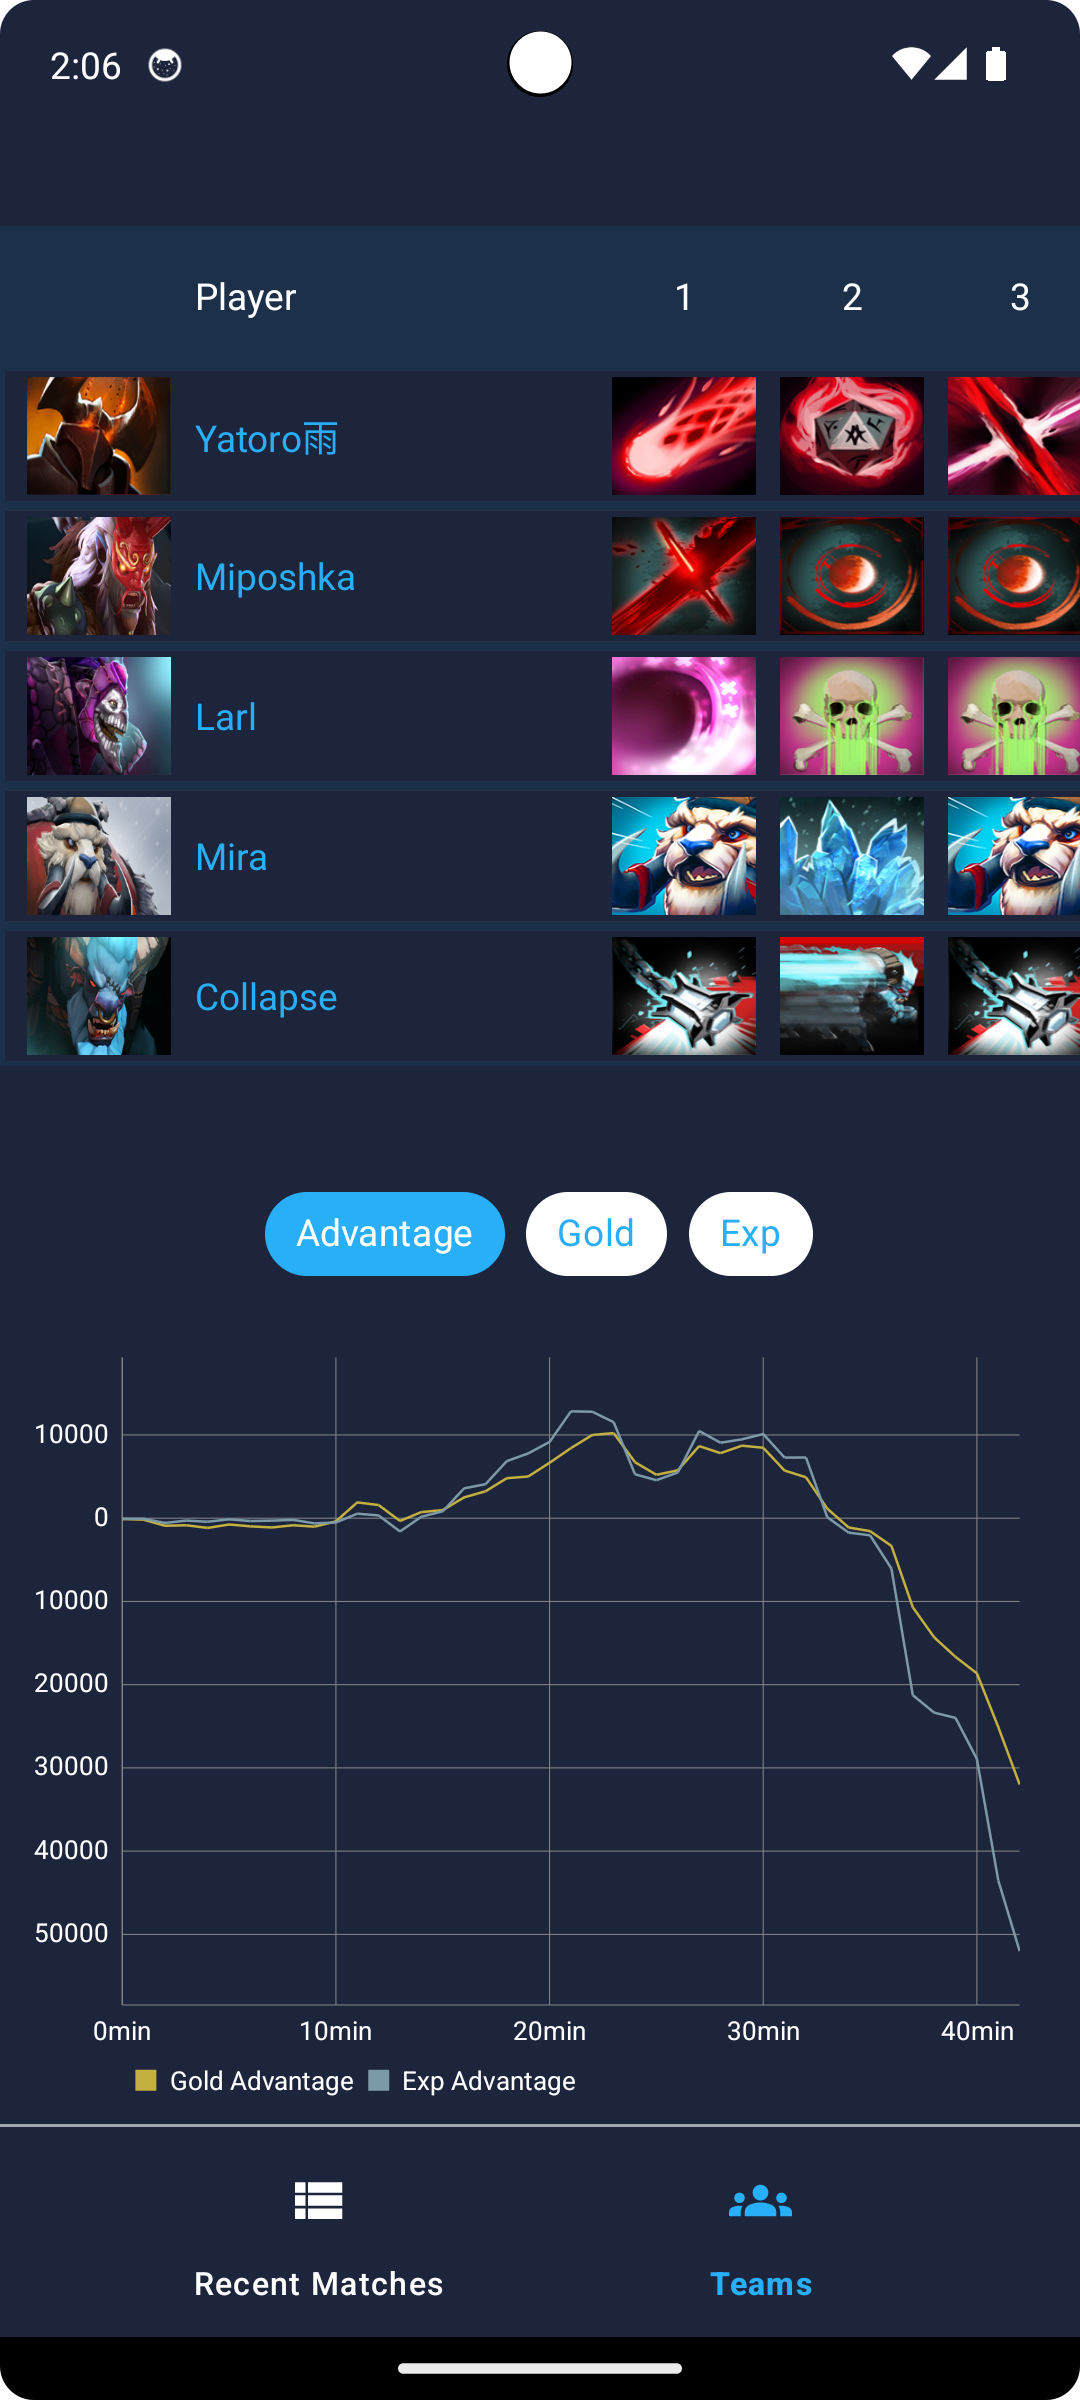 2:06
Player 1 2 3
Yatoro雨
Miposhka
Larl
Mira
Collapse
Advantage Gold Exp
10000
0
10000
20000
30000
40000
50000
0min 10min 20min 30min 40min
Gold Advantage Exp Advantage
Recent Matches Teams